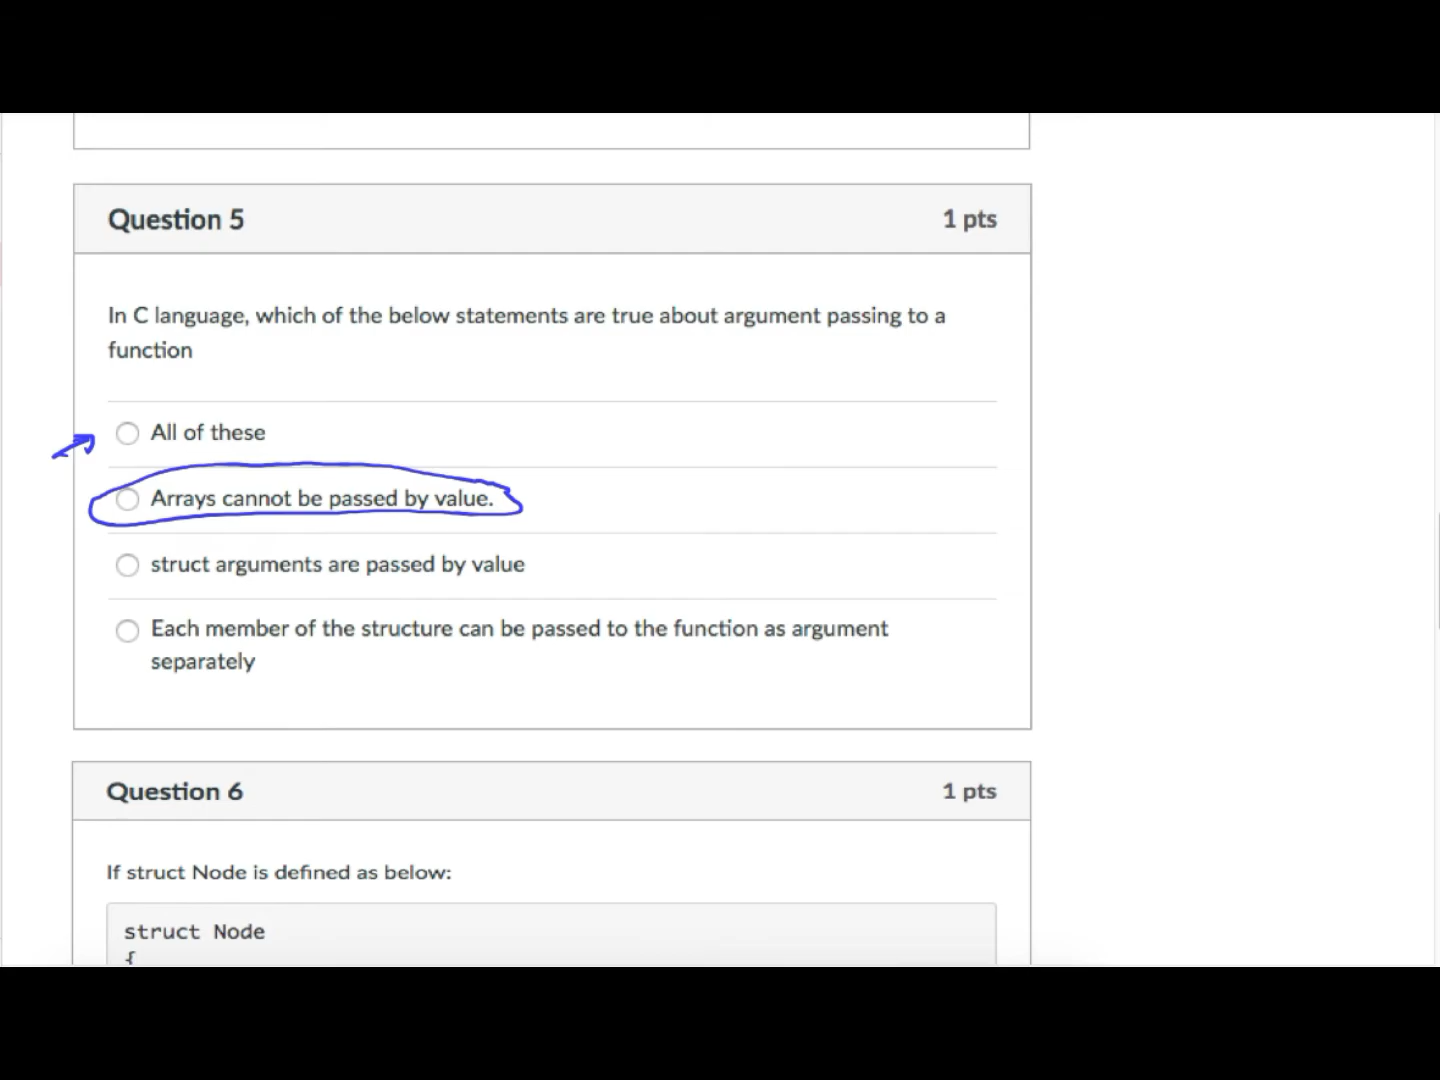 Question 5
1 pts
In C language, which of the below statements are true about argument passing to a
function
All of these
Arrays cannot be passed by value.
struct arguments are passed by value
Each member of the structure can be passed to the function as argument
separately
Question 6
1 pts
If struct Node is defined as below:
struct Node
{